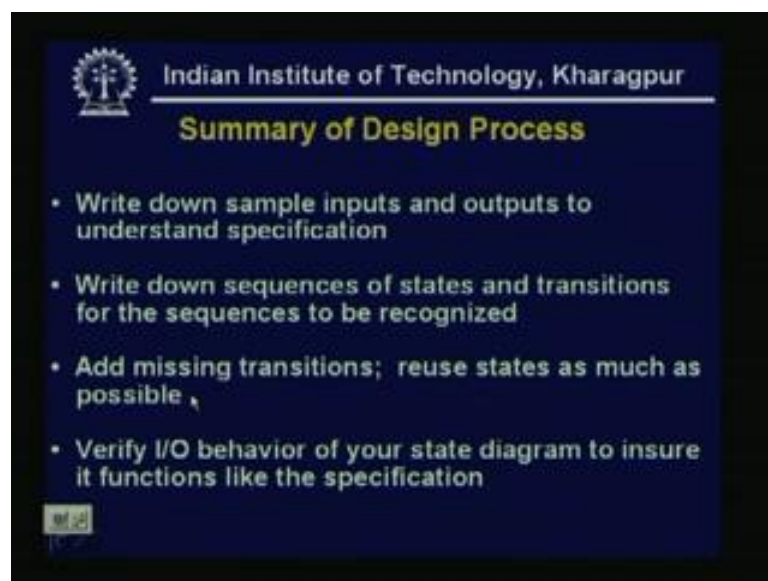 Indian Institute of Technology, Kharagpur
Summary of Design Process
• Write down sample inputs and outputs to
understand specification
• Write down sequences of states and transitions
for the sequences to be recognized
• Add missing transitions; reuse states as much as
possible
• Verify I/O behavior of your state diagram to insure
it functions like the specification